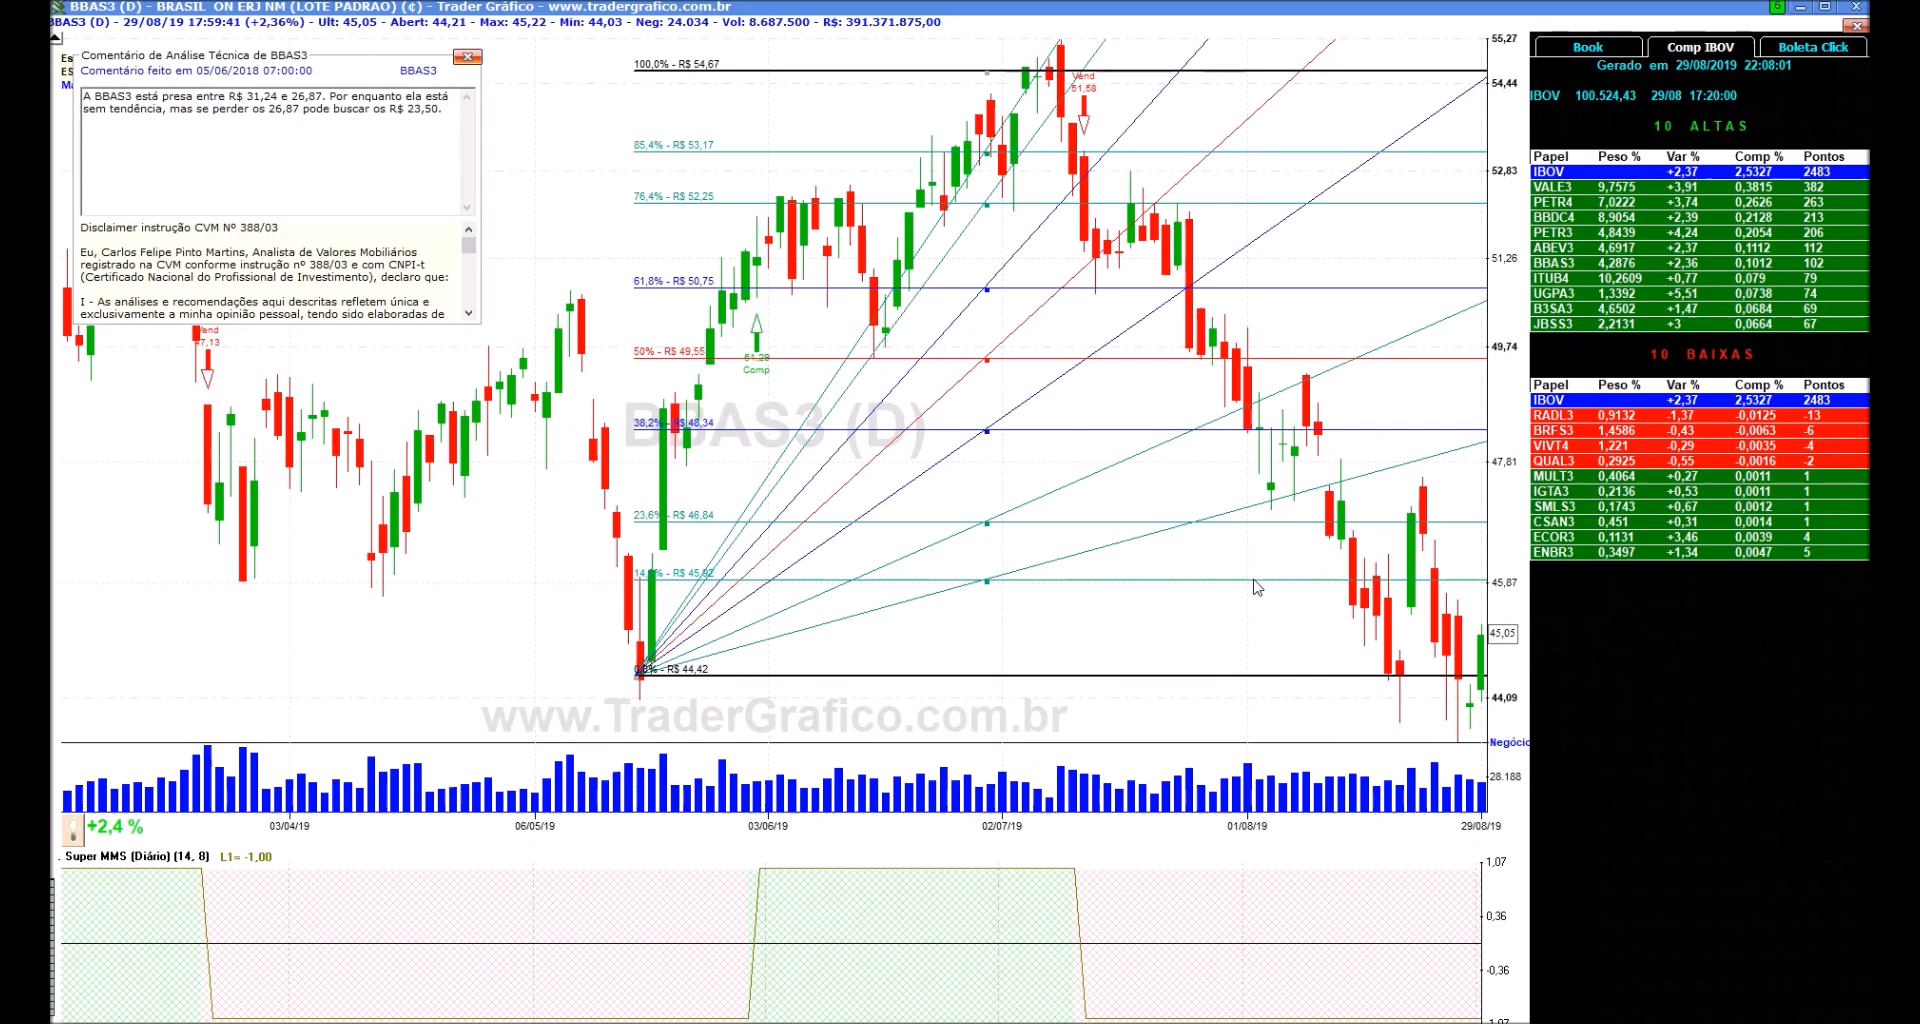 BBAS3 (D) - BRASIL ON ERJ NM (LOTE PADRAO) (¢) - Trader Gráfico - www.tradergrafico.com.br
BBAS3 (D) - 29/08/19 17:59:41 (+2,36%) - Ult: 45,05 - Abert: 44,21 - Max: 45,22 - Min: 44,03 - Neg: 24.034 - Vol: 8.687.500 - R$: 391.371.875,00
6
Comentário de Análise Técnica de BBAS3
Comentário feito em 05/06/2018 07:00:00 BBAS3
A BBAS3 está presa entre R$ 31,24 e 26,87. Por enquanto ela está
sem tendência, mas se perder os 26,87 pode buscar os R$ 23,50.
Disclaimer instrução CVM Nº 388/03
Eu, Carlos Felipe Pinto Martins, Analista de Valores Mobiliários
registrado na CVM conforme instrução nº 388/03 e com CNPI-t
(Certificado Nacional do Profissional de Investimento), declaro que:
I - As análises e recomendações aqui descritas refletem única e
exclusivamente a minha opinião pessoal, tendo sido elaboradas de
Vend
47,13
51,29
Comp
Vend
51,58
100,0% - R$ 54,67
85,4% - R$ 53,17
76,4% - R$ 52,25
61,8% - R$ 50,75
50% - R$ 49,55
38,2% - R$ 48,34
23,6% - R$ 46,84
14,6% - R$ 45,92
0,0% - R$ 44,42
BBAS3 (D)
www.TraderGrafico.com.br
55,27
54,44
52,83
51,26
49,74
47,81
45,87
45,05
44,09
Negócio
28.188
+2,4 %
03/04/19
06/05/19
03/06/19
02/07/19
01/08/19
29/08/19
Super MMS (Diário) (14, 8) L1= -1,00
1,07
0,36
-0,36
-1,07
Book Comp IBOV Boleta Click
Gerado em 29/08/2019 22:08:01
IBOV 100.524,43 29/08 17:20:00
10 ALTAS
Papel Peso % Var % Comp % Pontos
IBOV +2,37 2,5327 2483
VALE3 9,7575 +3,91 0,3815 382
PETR4 7,0222 +3,74 0,2626 263
BBDC4 8,9054 +2,39 0,2128 213
PETR3 4,8439 +4,24 0,2054 206
ABEV3 4,6917 +2,37 0,1112 112
BBAS3 4,2876 +2,36 0,1012 102
ITUB4 10,2609 +0,77 0,079 79
UGPA3 1,3392 +5,51 0,0738 74
B3SA3 4,6502 +1,47 0,0684 69
JBSS3 2,2131 +3 0,0664 67
10 BAIXAS
Papel Peso % Var % Comp % Pontos
IBOV +2,37 2,5327 2483
RADL3 0,9132 -1,37 -0,0125 -13
BRFS3 1,4586 -0,43 -0,0063 -6
VIVT4 1,221 -0,29 -0,0035 -4
QUAL3 0,2925 -0,55 -0,0016 -2
MULT3 0,4064 +0,27 0,0011 1
IGTA3 0,2136 +0,53 0,0011 1
SMLS3 0,1743 +0,67 0,0012 1
CSAN3 0,451 +0,31 0,0014 1
ECOR3 0,1131 +3,46 0,0039 4
ENBR3 0,3497 +1,34 0,0047 5